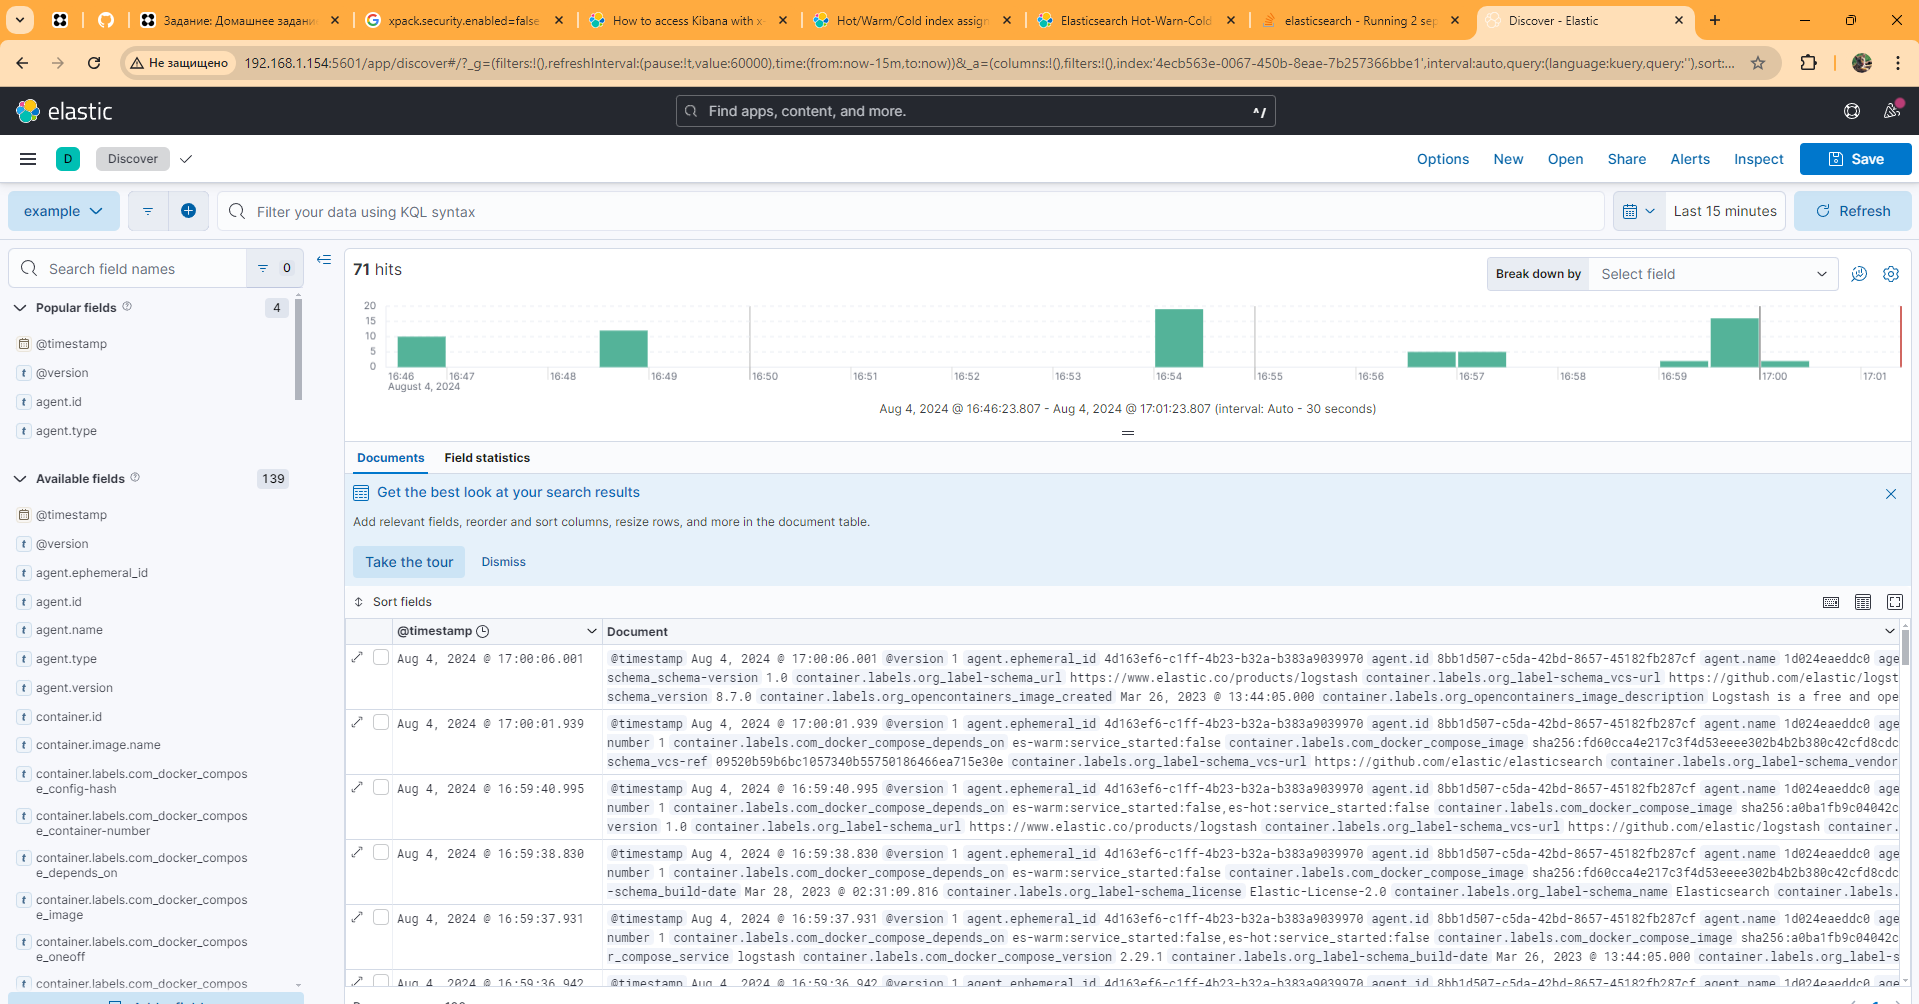 Задание: Домашнее задани
xpack.security.enabled=false
How to access Kibana with x-
Hot/Warm/Cold index assign
Elasticsearch Hot-Warn-Cold
elasticsearch - Running 2 sep
Discover - Elastic
Не защищено
192.168.1.154:5601/app/discover#/?_g=(filters:!(),refreshInterval:(pause:!t,value:60000),time:(from:now-15m,to:now))&_a=(columns:!(),filters:!(),index:'4ecb563e-0067-450b-8eae-7b257366bbe1',interval:auto,query:(language:kuery,query:''),sort:...
elastic
Find apps, content, and more.
^/
D
Discover
Options
New
Open
Share
Alerts
Inspect
Save
example
Filter your data using KQL syntax
Last 15 minutes
Refresh
Search field names
0
71 hits
Break down by
Select field
Popular fields
4
@timestamp
@version
agent.id
agent.type
Available fields
139
@timestamp
@version
agent.ephemeral_id
agent.id
agent.name
agent.type
agent.version
container.id
container.image.name
container.labels.com_docker_compos
e_config-hash
container.labels.com_docker_compos
e_container-number
container.labels.com_docker_compos
e_depends_on
container.labels.com_docker_compos
e_image
container.labels.com_docker_compos
e_oneoff
container.labels.com_docker_compos
20
15
10
5
0
16:46
16:47
16:48
16:49
16:50
16:51
16:52
16:53
16:54
16:55
16:56
16:57
16:58
16:59
17:00
17:01
August 4, 2024
Aug 4, 2024 @ 16:46:23.807 - Aug 4, 2024 @ 17:01:23.807 (interval: Auto - 30 seconds)
Documents
Field statistics
Get the best look at your search results
Add relevant fields, reorder and sort columns, resize rows, and more in the document table.
Take the tour
Dismiss
Sort fields
@timestamp
Document
Aug 4, 2024 @ 17:00:06.001
@timestamp Aug 4, 2024 @ 17:00:06.001 @version 1 agent.ephemeral_id 4d163ef6-c1ff-4b23-b32a-b383a9039970 agent.id 8bb1d507-c5da-42bd-8657-45182fb287cf agent.name 1d024eaeddc0 age
schema_schema-version 1.0 container.labels.org_label-schema_url https://www.elastic.co/products/logstash container.labels.org_label-schema_vcs-url https://github.com/elastic/logst
schema_version 8.7.0 container.labels.org_opencontainers_image_created Mar 26, 2023 @ 13:44:05.000 container.labels.org_opencontainers_image_description Logstash is a free and ope
Aug 4, 2024 @ 17:00:01.939
@timestamp Aug 4, 2024 @ 17:00:01.939 @version 1 agent.ephemeral_id 4d163ef6-c1ff-4b23-b32a-b383a9039970 agent.id 8bb1d507-c5da-42bd-8657-45182fb287cf agent.name 1d024eaeddc0 age
number 1 container.labels.com_docker_compose_depends_on es-warm:service_started:false container.labels.com_docker_compose_image sha256:fd60cca4e217c3f4d53eeee302b4b2b380c42cfd8cdc
schema_vcs-ref 09520b59b6bc1057340b55750186466ea715e30e container.labels.org_label-schema_vcs-url https://github.com/elastic/elasticsearch container.labels.org_label-schema_vendor
Aug 4, 2024 @ 16:59:40.995
@timestamp Aug 4, 2024 @ 16:59:40.995 @version 1 agent.ephemeral_id 4d163ef6-c1ff-4b23-b32a-b383a9039970 agent.id 8bb1d507-c5da-42bd-8657-45182fb287cf agent.name 1d024eaeddc0 age
number 1 container.labels.com_docker_compose_depends_on es-warm:service_started:false,es-hot:service_started:false container.labels.com_docker_compose_image sha256:a0ba1fb9c04042c
version 1.0 container.labels.org_label-schema_url https://www.elastic.co/products/logstash container.labels.org_label-schema_vcs-url https://github.com/elastic/logstash container.
Aug 4, 2024 @ 16:59:38.830
@timestamp Aug 4, 2024 @ 16:59:38.830 @version 1 agent.ephemeral_id 4d163ef6-c1ff-4b23-b32a-b383a9039970 agent.id 8bb1d507-c5da-42bd-8657-45182fb287cf agent.name 1d024eaeddc0 age
number 1 container.labels.com_docker_compose_depends_on es-warm:service_started:false container.labels.com_docker_compose_image sha256:fd60cca4e217c3f4d53eeee302b4b2b380c42cfd8cdc
-schema_build-date Mar 28, 2023 @ 02:31:09.816 container.labels.org_label-schema_license Elastic-License-2.0 container.labels.org_label-schema_name Elasticsearch container.labels.
Aug 4, 2024 @ 16:59:37.931
@timestamp Aug 4, 2024 @ 16:59:37.931 @version 1 agent.ephemeral_id 4d163ef6-c1ff-4b23-b32a-b383a9039970 agent.id 8bb1d507-c5da-42bd-8657-45182fb287cf agent.name 1d024eaeddc0 age
number 1 container.labels.com_docker_compose_depends_on es-warm:service_started:false,es-hot:service_started:false container.labels.com_docker_compose_image sha256:a0ba1fb9c04042c
r_compose_service logstash container.labels.com_docker_compose_version 2.29.1 container.labels.org_label-schema_build-date Mar 26, 2023 @ 13:44:05.000 container.labels.org_label-s
Aug 4, 2024 @ 16:59:36.942
@timestamp Aug 4, 2024 @ 16:59:36.942 @version 1 agent.ephemeral_id 4d163ef6-c1ff-4b23-b32a-b383a9039970 agent.id 8bb1d507-c5da-42bd-8657-45182fb287cf agent.name 1d024eaeddc0 age